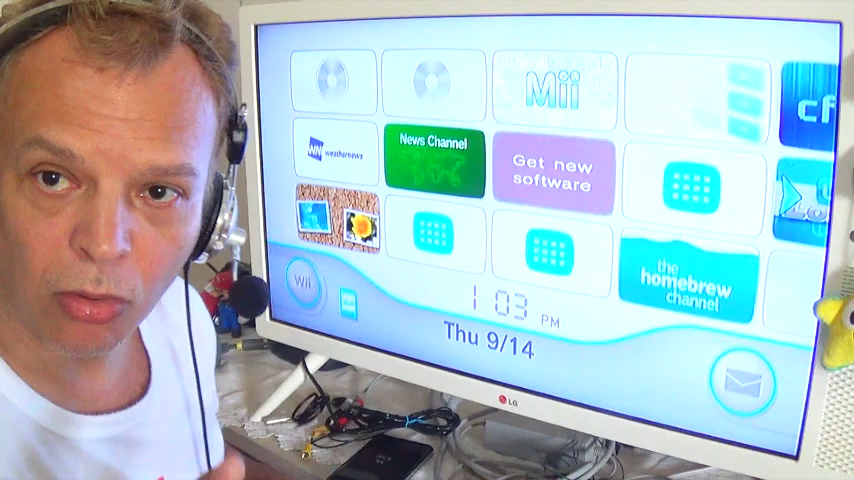 Mii
cf
WN weathernews
News Channel
Get new
software
the
homebrew
channel
Wii
1 03 PM
Thu 9/14
LG